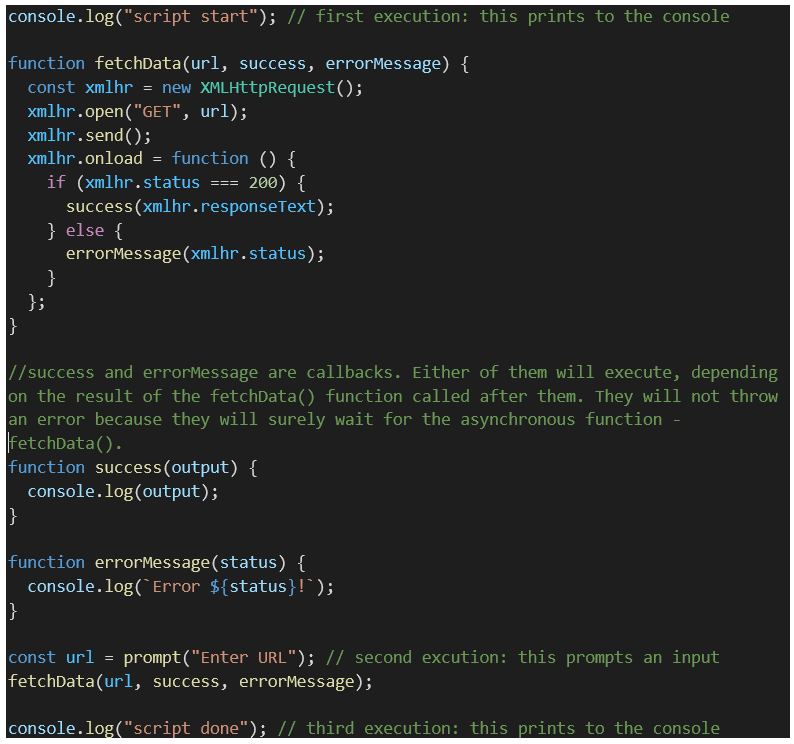 console.log("script start"); // first execution: this prints to the console
function fetchData(url, success, errorMessage) {
const xmlhr = new XMLHttpRequest();
xmlhr.open("GET", url);
xmlhr.send();
xmlhr.onload = function () {
if (xmlhr.status === 200) {
success(xmlhr.responseText);
} else {
errorMessage(xmlhr.status);
}
};
}
//success and errorMessage are callbacks. Either of them will execute, depending
on the result of the fetchData() function called after them. They will not throw
an error because they will surely wait for the asynchronous function -
fetchData().
function success(output) {
console.log(output);
}
function errorMessage(status) {
console.log(`Error ${status}!`);
}
const url = prompt("Enter URL"); // second excution: this prompts an input
fetchData(url, success, errorMessage);
console.log("script done"); // third execution: this prints to the console